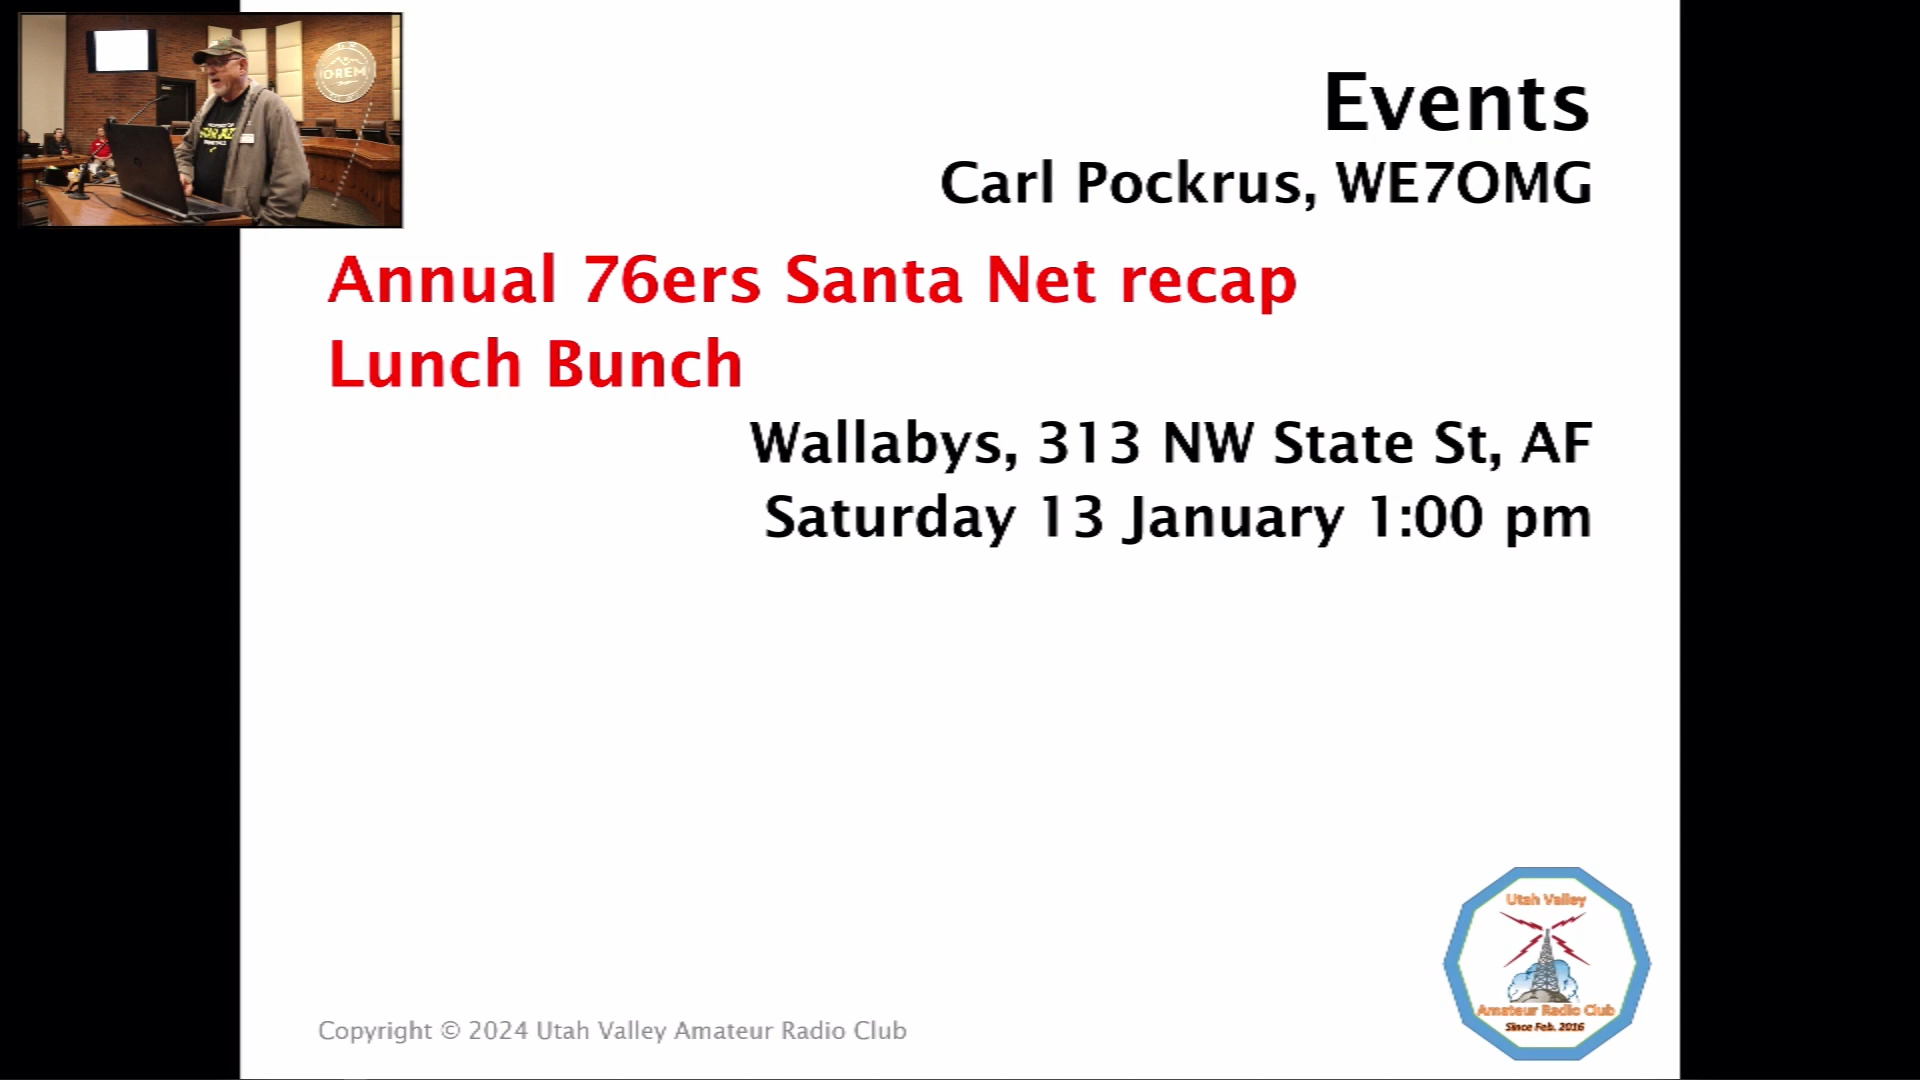 OREM
Events
Carl Pockrus, WE7OMG
Annual 76ers Santa Net recap
Lunch Bunch
Wallabys, 313 NW State St, AF
Saturday 13 January 1:00 pm
Utah Valley
Amateur Radio Club
Since Feb. 2016
Copyright © 2024 Utah Valley Amateur Radio Club